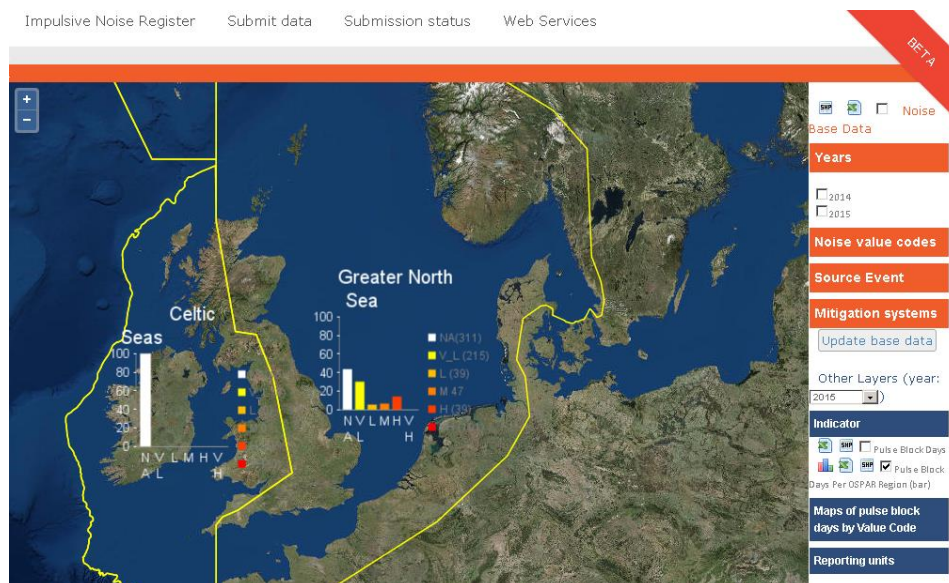 Impulsive Noise Register Submit data Submission status Web Services
BETA
+
-
Noise
Base Data
Years
2014
2015
Noise value codes
Source Event
Mitigation systems
Update base data
Other Layers (year:
2015 )
Indicator
Pulse Block Days
Pulse Block
Days Per OSPAR Region (bar)
Maps of pulse block
days by Value Code
Reporting units
Greater North
Sea
100
80
60
40
20
0
N V L M H V
A L H
NA(311)
V_L (215)
L (39)
M 47
H (39)
Celtic
Seas
100
80
60
40
20
0
N V L M H V
A L H
L